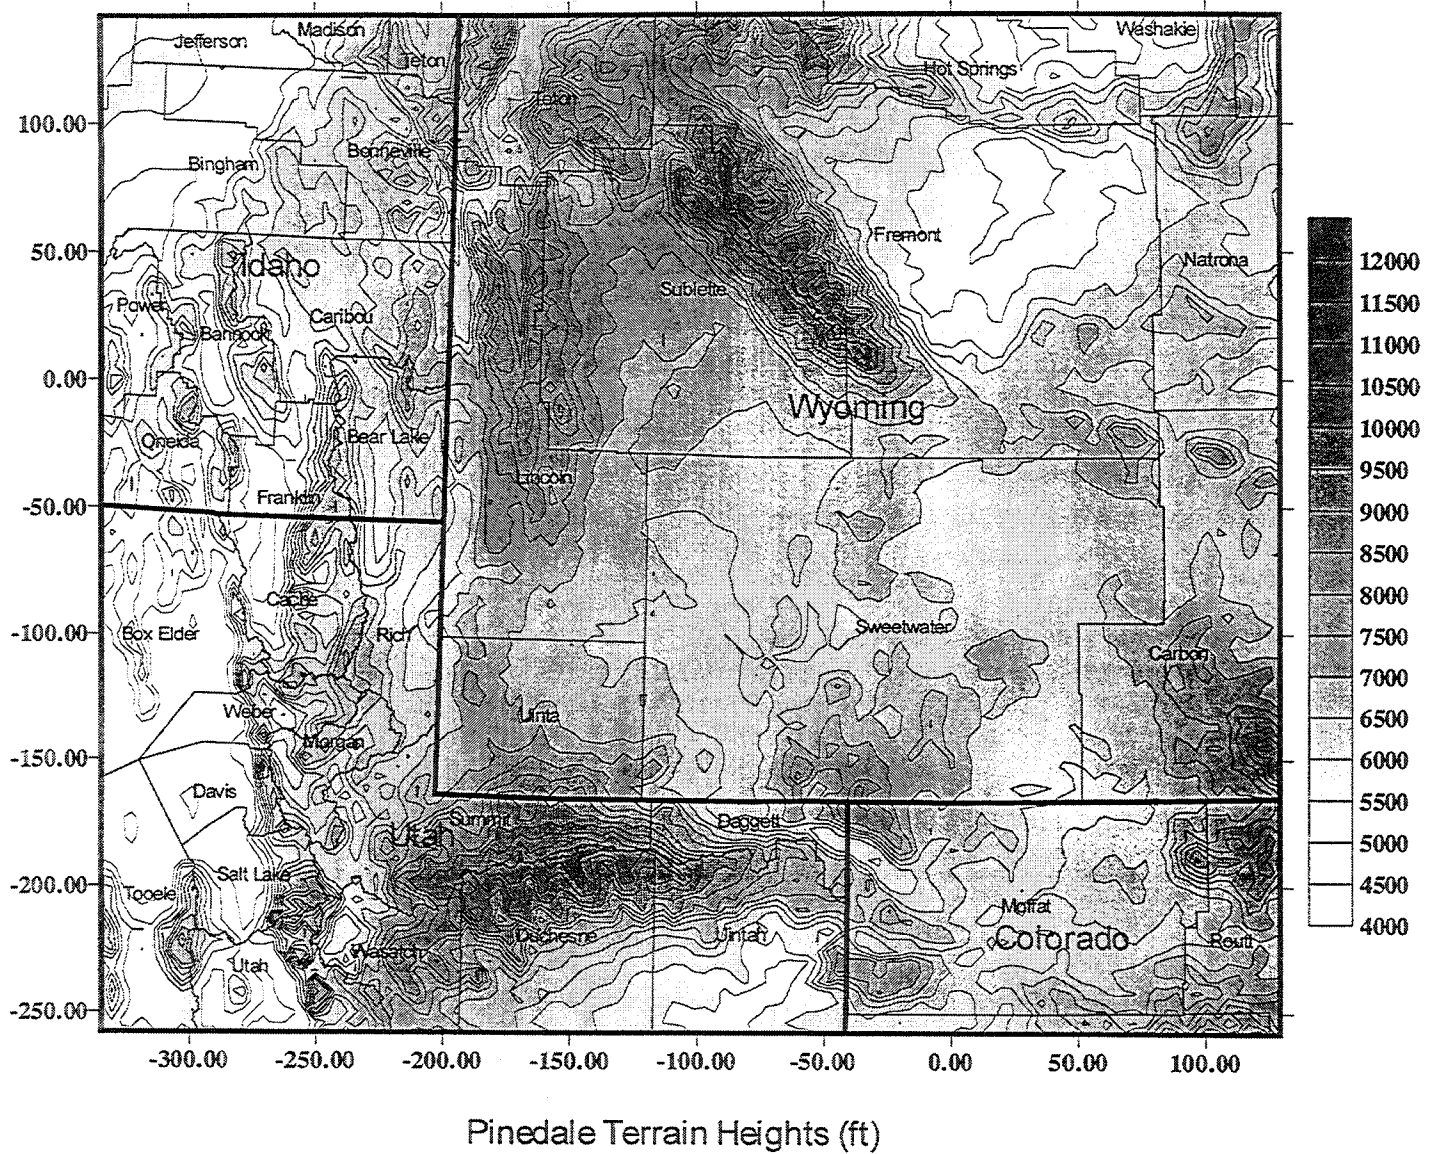 Madison
Washakie
Jefferson
Teton
Hot Springs
Teton
100.00
Bonneville
Bingham
Fremont
50.00
Idaho
Natrona
12000
Sublette
Power
11500
Caribou
Bannock
11000
0.00
10500
Wyoming
10000
Oneida
Bear Lake
9500
Lincoln
Franklin
-50.00
9000
8500
Cache
8000
-100.00
Box Elder
Rich
Sweetwater
7500
Carbon
7000
Weber
Uinta
6500
Morgan
-150.00
6000
Davis
5500
Summit
Daggett
Utah
5000
Salt Lake
-200.00
Tooele
4500
Moffat
4000
Duchesne
Uintah
Colorado
Routt
Wasatch
Utah
-250.00
-300.00 -250.00 -200.00 -150.00 -100.00 -50.00 0.00 50.00 100.00
Pinedale Terrain Heights (ft)